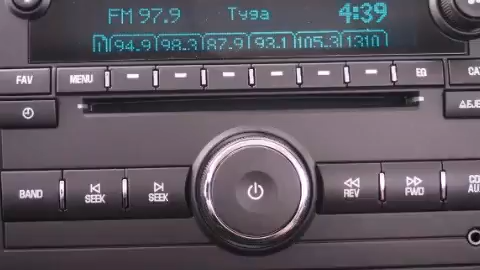 FM 97.9 Tyga 4:39
94.9 98.3 87.9 93.1 105.3 1310
FAV MENU EQ CA
BAND SEEK SEEK REV FWD